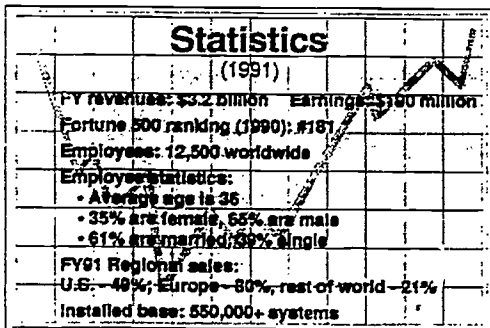 Statistics
(1991)
FY revenues: $3.2 billion Earnings: $190 million
Fortune 500 ranking (1990): #181
Employees: 12,500 worldwide
Employee statistics:
• Average age is 36
• 35% are female, 65% are male
• 61% are married, 39% single
FY91 Regional sales:
U.S. - 49%; Europe - 30%, rest of world - 21%
Installed base: 550,000+ systems